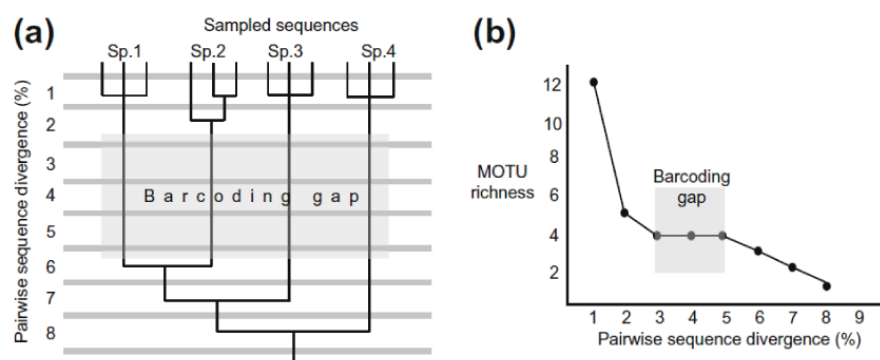 (a)
Sampled sequences
Sp.1 Sp.2 Sp.3 Sp.4
Pairwise sequence divergence (%)
1
2
3
4
5
6
7
8
Barcoding gap
(b)
MOTU
richness
12
10
8
6
4
2
Barcoding
gap
1 2 3 4 5 6 7 8 9
Pairwise sequence divergence (%)